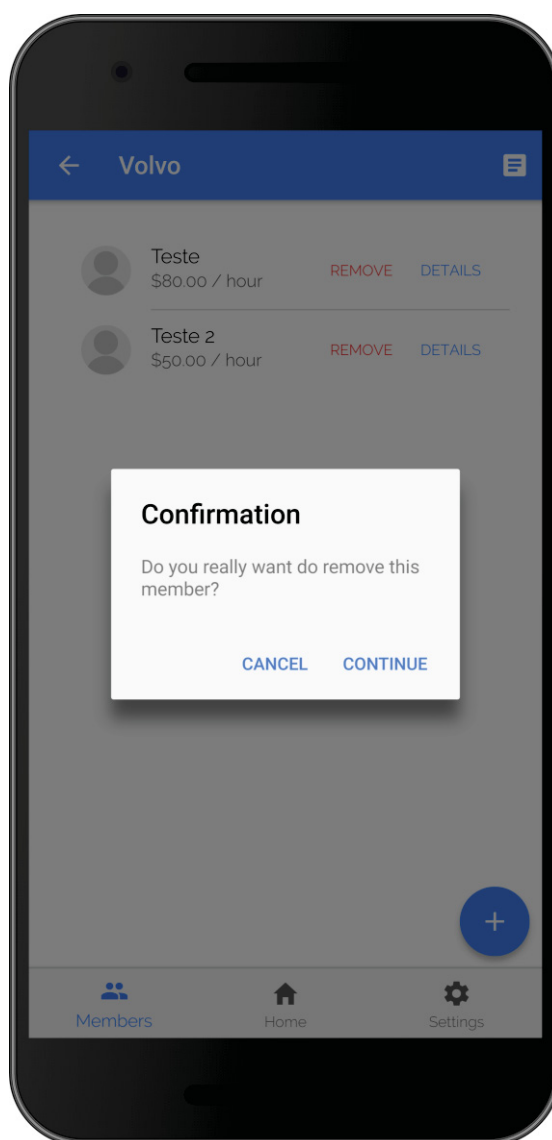 Volvo
Teste
$80.00 / hour
REMOVE DETAILS
Teste 2
$50.00 / hour
REMOVE DETAILS
Confirmation
Do you really want do remove this
member?
CANCEL CONTINUE
Members Home Settings